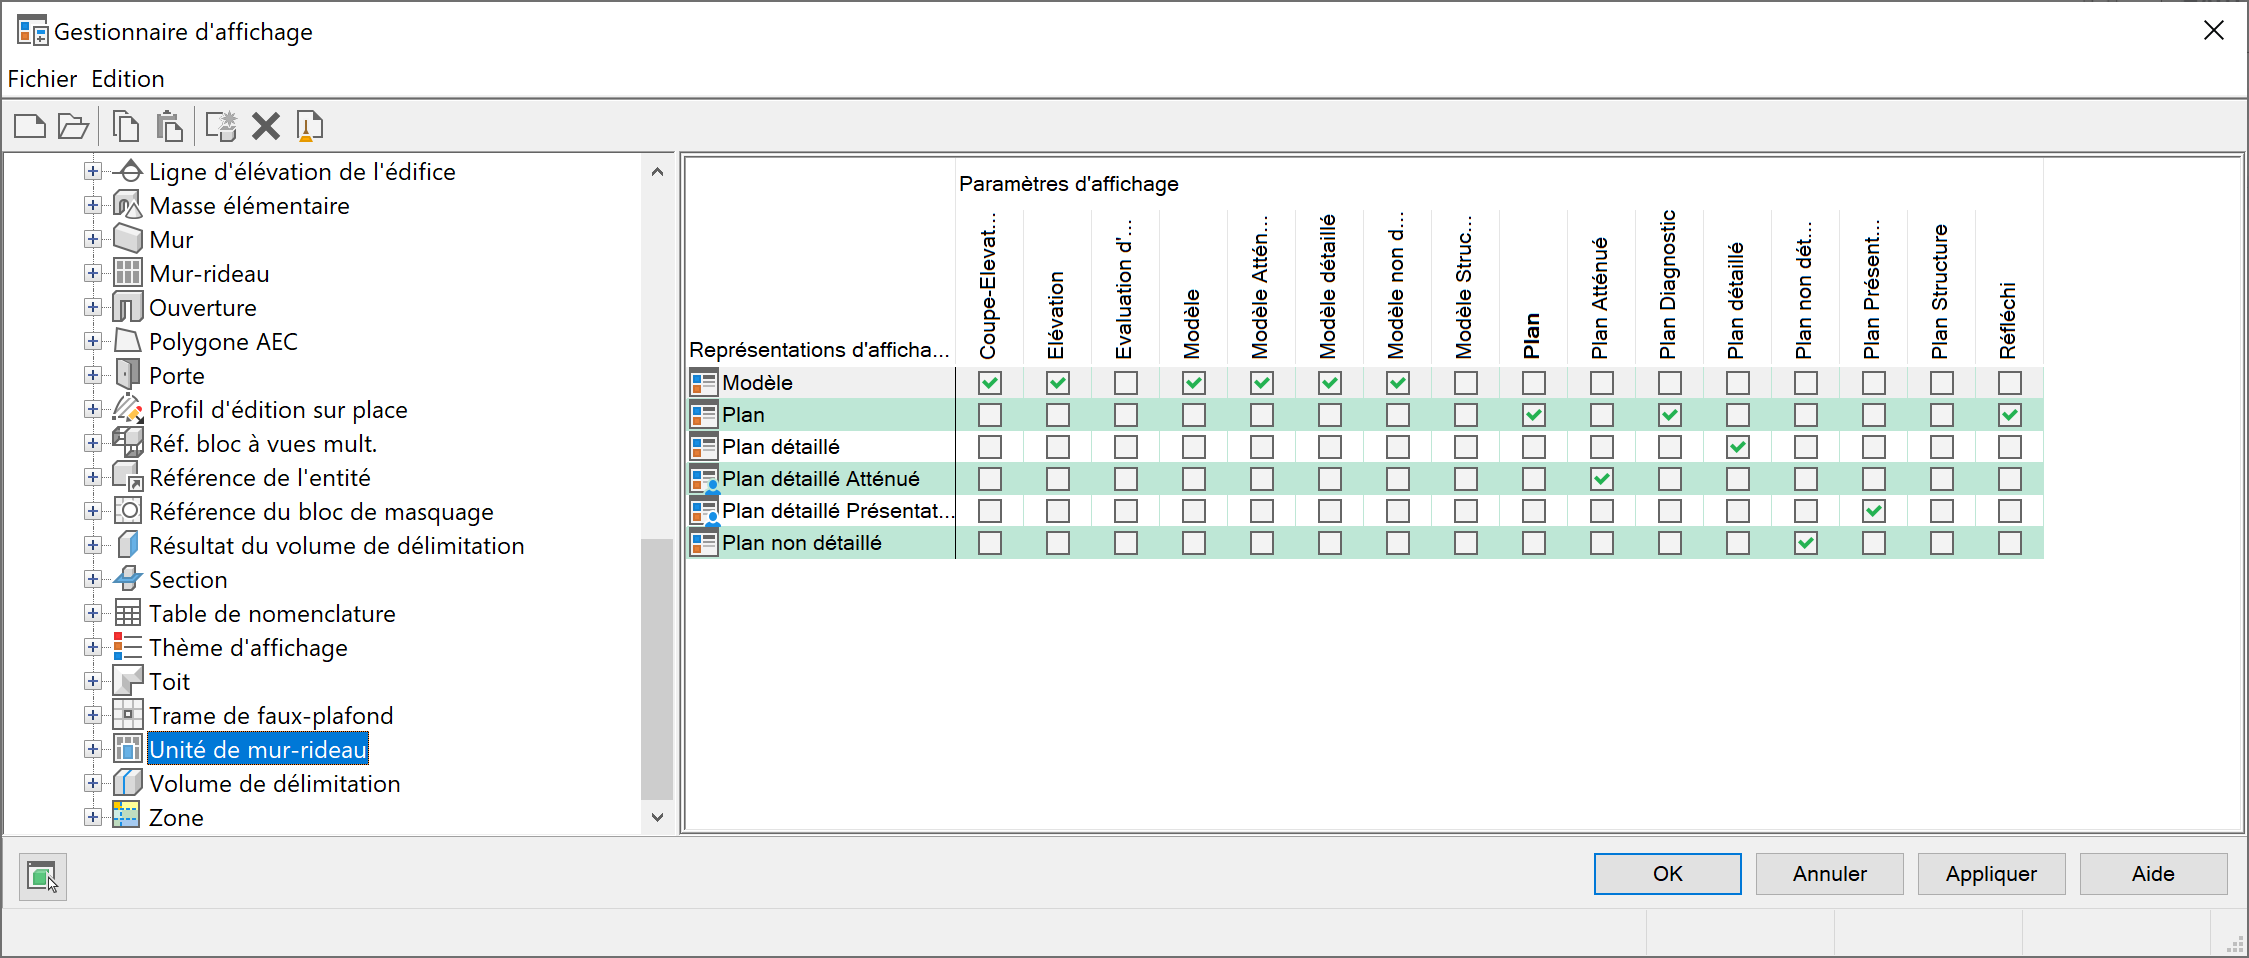 Gestionnaire d'affichage
Fichier Edition
Ligne d'élévation de l'édifice
Masse élémentaire
Mur
Mur-rideau
Ouverture
Polygone AEC
Porte
Profil d'édition sur place
Réf. bloc à vues mult.
Référence de l'entité
Référence du bloc de masquage
Résultat du volume de délimitation
Section
Table de nomenclature
Thème d'affichage
Toit
Trame de faux-plafond
Unité de mur-rideau
Volume de délimitation
Zone
Paramètres d'affichage
Représentations d'afficha...
Coupe-Elevat...
Elévation
Evaluation d'...
Modèle
Modèle Attén...
Modèle détaillé
Modèle non d...
Modèle Struc...
Plan
Plan Atténué
Plan Diagnostic
Plan détaillé
Plan non dét...
Plan Présent...
Plan Structure
Réfléchi
Modèle
Plan
Plan détaillé
Plan détaillé Atténué
Plan détaillé Présentat...
Plan non détaillé
OK Annuler Appliquer Aide